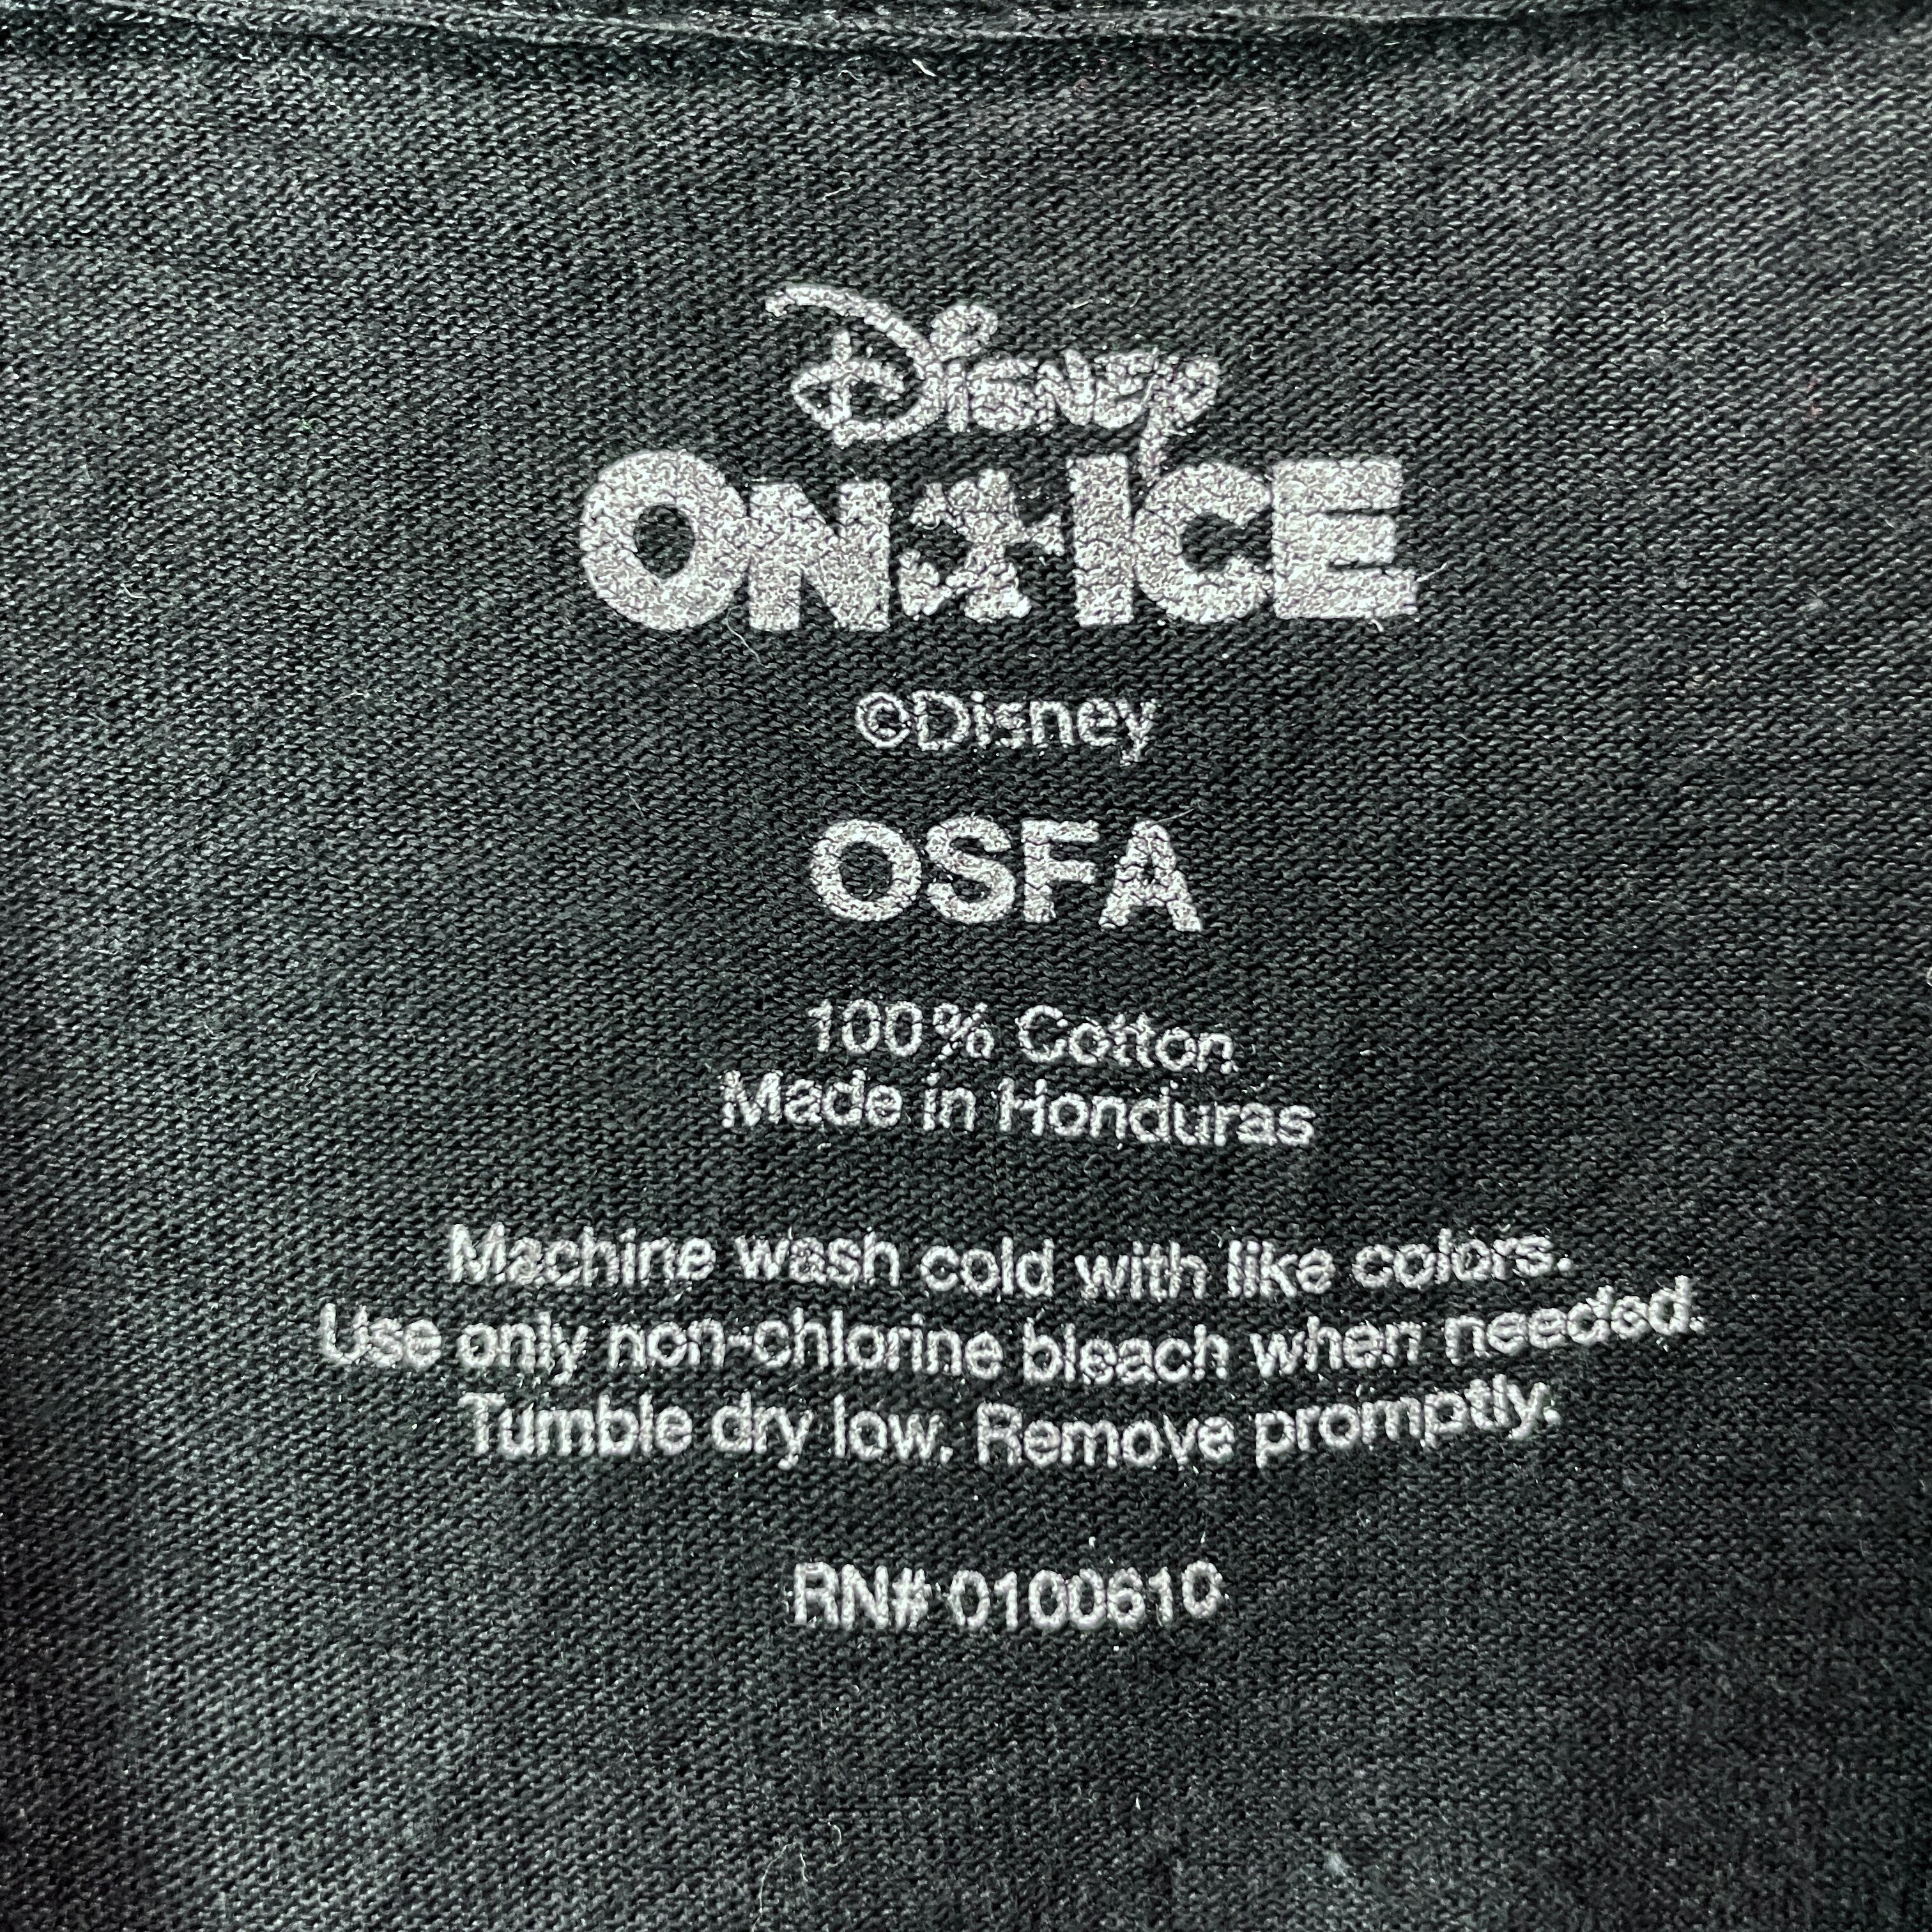 Disney
ON ICE
©Disney
OSFA
100% Cotton
Made in Honduras
Machine wash cold with like colors.
Use only non-chlorine bleach when needed.
Tumble dry low. Remove promptly.
RN# 0100610